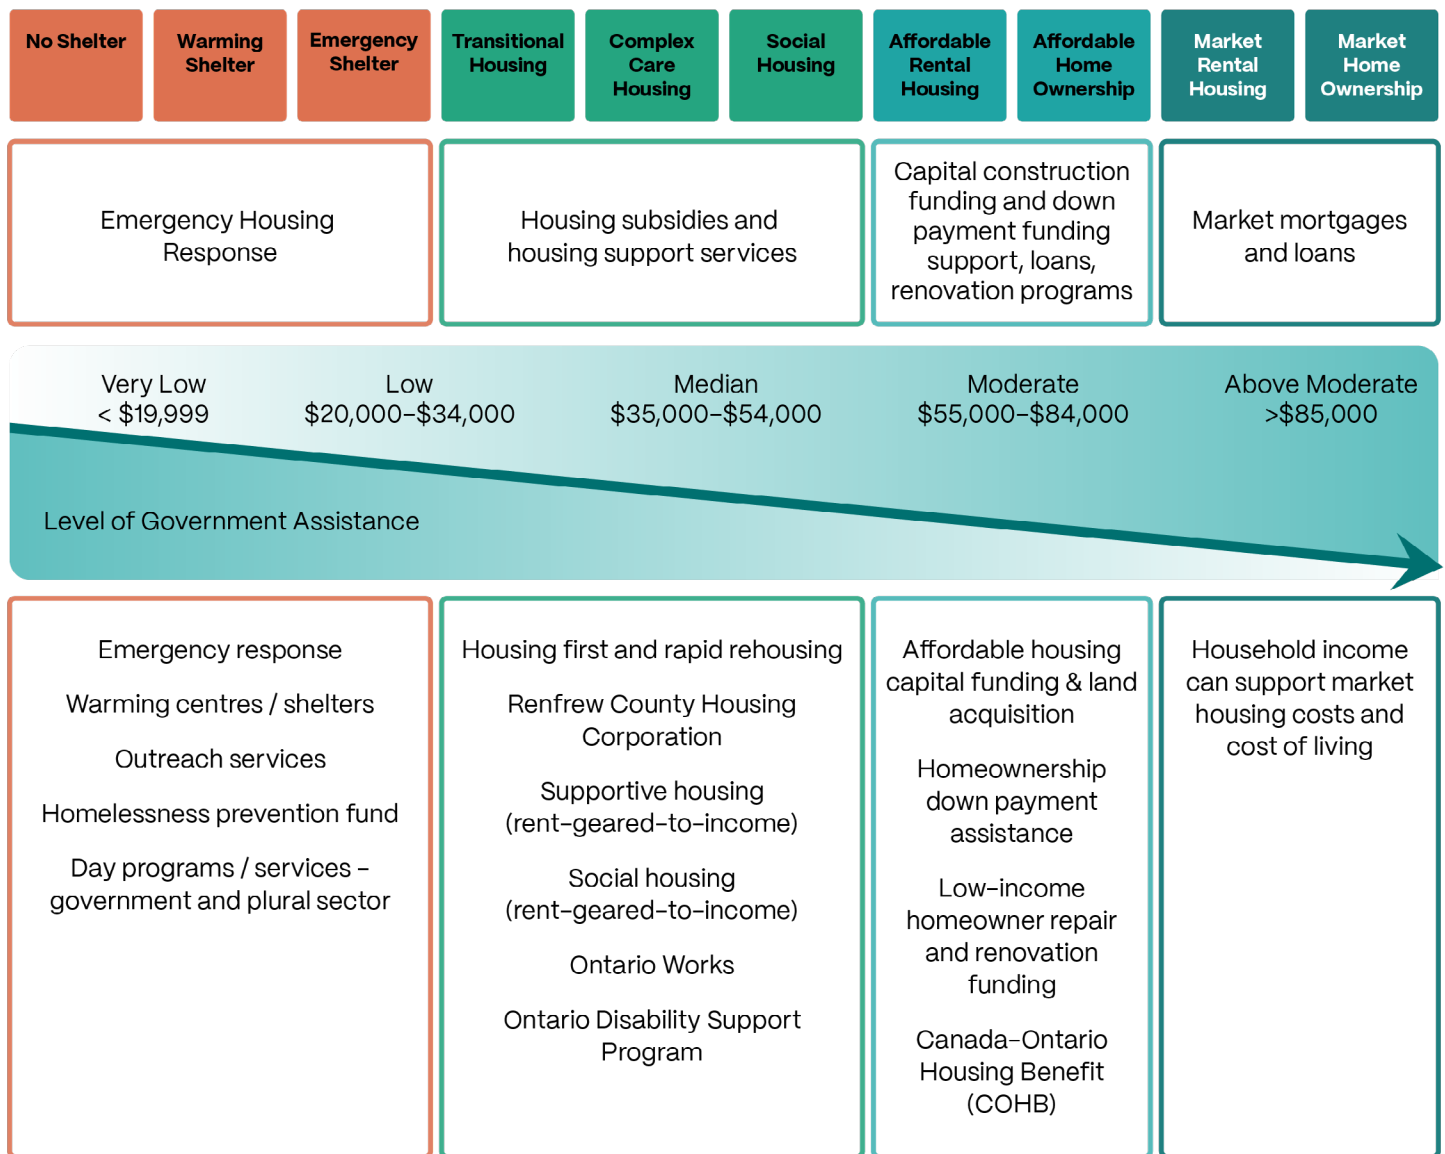 No Shelter
Warming
Shelter
Emergency
Shelter
Transitional
Housing
Complex
Care
Housing
Social
Housing
Affordable
Rental
Housing
Affordable
Home
Ownership
Market
Rental
Housing
Market
Home
Ownership
Emergency Housing
Response
Housing subsidies and
housing support services
Capital construction
funding and down
payment funding
support, loans,
renovation programs
Market mortgages
and loans
Very Low
< $19,999
Low
$20,000–$34,000
Median
$35,000–$54,000
Moderate
$55,000–$84,000
Above Moderate
>$85,000
Level of Government Assistance
Emergency response
Warming centres / shelters
Outreach services
Homelessness prevention fund
Day programs / services –
government and plural sector
Housing first and rapid rehousing
Renfrew County Housing
Corporation
Supportive housing
(rent-geared-to-income)
Social housing
(rent-geared-to-income)
Ontario Works
Ontario Disability Support
Program
Affordable housing
capital funding & land
acquisition
Homeownership
down payment
assistance
Low-income
homeowner repair
and renovation
funding
Canada–Ontario
Housing Benefit
(COHB)
Household income
can support market
housing costs and
cost of living